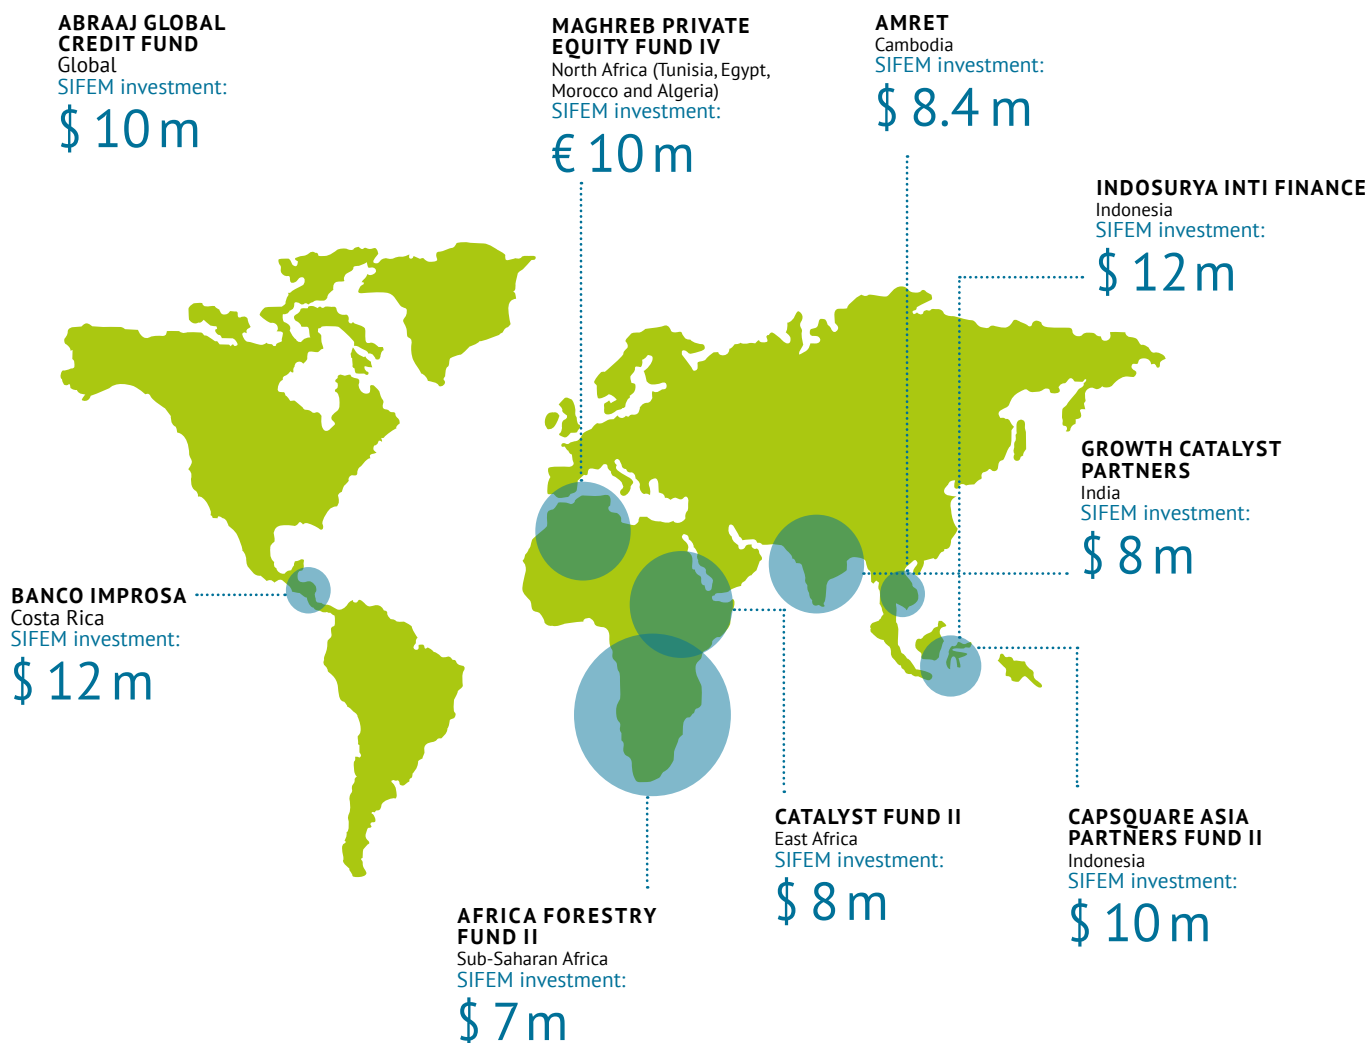 ABRAAJ GLOBAL
CREDIT FUND
Global
SIFEM investment:
$ 10 m
MAGHREB PRIVATE
EQUITY FUND IV
North Africa (Tunisia, Egypt,
Morocco and Algeria)
SIFEM investment:
€ 10 m
AMRET
Cambodia
SIFEM investment:
$ 8.4 m
INDOSURYA INTI FINANCE
Indonesia
SIFEM investment:
$ 12 m
GROWTH CATALYST
PARTNERS
India
SIFEM investment:
$ 8 m
BANCO IMPROSA
Costa Rica
SIFEM investment:
$ 12 m
CATALYST FUND II
East Africa
SIFEM investment:
$ 8 m
CAPSQUARE ASIA
PARTNERS FUND II
Indonesia
SIFEM investment:
$ 10 m
AFRICA FORESTRY
FUND II
Sub-Saharan Africa
SIFEM investment:
$ 7 m